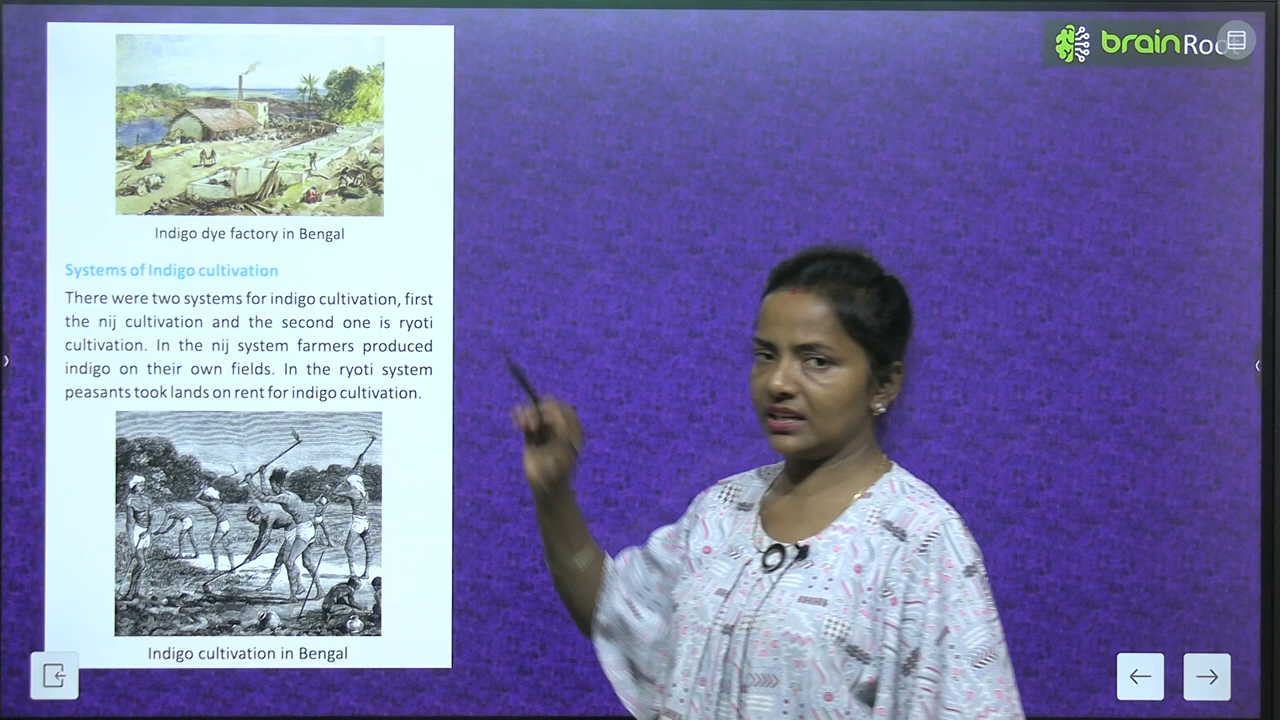 brainRoot
Indigo dye factory in Bengal
Systems of Indigo cultivation
There were two systems for indigo cultivation, first
the nij cultivation and the second one is ryoti
cultivation. In the nij system farmers produced
indigo on their own fields. In the ryoti system
peasants took lands on rent for indigo cultivation.
Indigo cultivation in Bengal